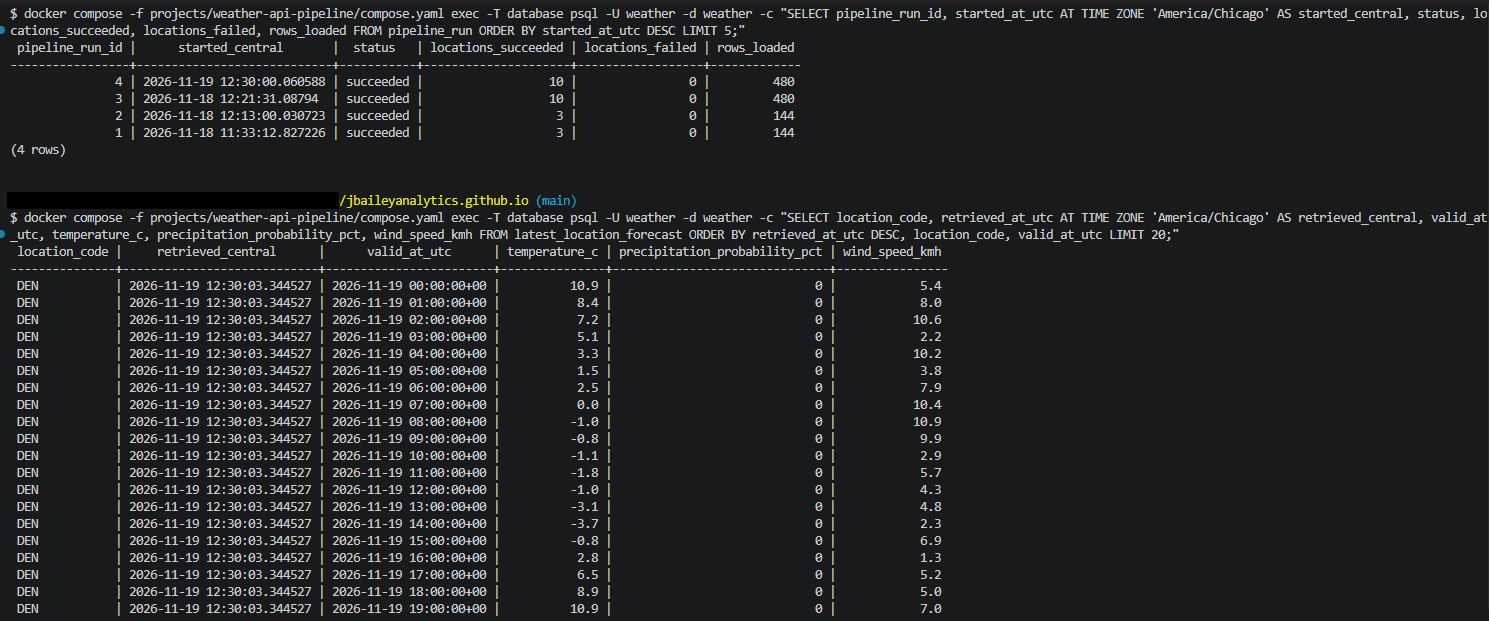 $ docker compose -f projects/weather-api-pipeline/compose.yaml exec -T database psql -U weather -d weather -c "SELECT pipeline_run_id, started_at_utc AT TIME ZONE 'America/Chicago' AS started_central, status, lo
cations_succeeded, locations_failed, rows_loaded FROM pipeline_run ORDER BY started_at_utc DESC LIMIT 5;"
 pipeline_run_id |      started_central       |  status   | locations_succeeded | locations_failed | rows_loaded
-----------------+----------------------------+-----------+---------------------+------------------+-------------
               4 | 2026-11-19 12:30:00.060588 | succeeded |                  10 |                0 |         480
               3 | 2026-11-18 12:21:31.08794  | succeeded |                  10 |                0 |         480
               2 | 2026-11-18 12:13:00.030723 | succeeded |                   3 |                0 |         144
               1 | 2026-11-18 11:33:12.827226 | succeeded |                   3 |                0 |         144
(4 rows)
/jbaileyanalytics.github.io (main)
$ docker compose -f projects/weather-api-pipeline/compose.yaml exec -T database psql -U weather -d weather -c "SELECT location_code, retrieved_at_utc AT TIME ZONE 'America/Chicago' AS retrieved_central, valid_at
_utc, temperature_c, precipitation_probability_pct, wind_speed_kmh FROM latest_location_forecast ORDER BY retrieved_at_utc DESC, location_code, valid_at_utc LIMIT 20;"
 location_code |     retrieved_central      |      valid_at_utc      | temperature_c | precipitation_probability_pct | wind_speed_kmh
---------------+----------------------------+------------------------+---------------+-------------------------------+----------------
 DEN           | 2026-11-19 12:30:03.344527 | 2026-11-19 00:00:00+00 |          10.9 |                             0 |            5.4
 DEN           | 2026-11-19 12:30:03.344527 | 2026-11-19 01:00:00+00 |           8.4 |                             0 |            8.0
 DEN           | 2026-11-19 12:30:03.344527 | 2026-11-19 02:00:00+00 |           7.2 |                             0 |           10.6
 DEN           | 2026-11-19 12:30:03.344527 | 2026-11-19 03:00:00+00 |           5.1 |                             0 |            2.2
 DEN           | 2026-11-19 12:30:03.344527 | 2026-11-19 04:00:00+00 |           3.3 |                             0 |           10.2
 DEN           | 2026-11-19 12:30:03.344527 | 2026-11-19 05:00:00+00 |           1.5 |                             0 |            3.8
 DEN           | 2026-11-19 12:30:03.344527 | 2026-11-19 06:00:00+00 |           2.5 |                             0 |            7.9
 DEN           | 2026-11-19 12:30:03.344527 | 2026-11-19 07:00:00+00 |           0.0 |                             0 |           10.4
 DEN           | 2026-11-19 12:30:03.344527 | 2026-11-19 08:00:00+00 |          -1.0 |                             0 |           10.9
 DEN           | 2026-11-19 12:30:03.344527 | 2026-11-19 09:00:00+00 |          -0.8 |                             0 |            9.9
 DEN           | 2026-11-19 12:30:03.344527 | 2026-11-19 10:00:00+00 |          -1.1 |                             0 |            2.9
 DEN           | 2026-11-19 12:30:03.344527 | 2026-11-19 11:00:00+00 |          -1.8 |                             0 |            5.7
 DEN           | 2026-11-19 12:30:03.344527 | 2026-11-19 12:00:00+00 |          -1.0 |                             0 |            4.3
 DEN           | 2026-11-19 12:30:03.344527 | 2026-11-19 13:00:00+00 |          -3.1 |                             0 |            4.8
 DEN           | 2026-11-19 12:30:03.344527 | 2026-11-19 14:00:00+00 |          -3.7 |                             0 |            2.3
 DEN           | 2026-11-19 12:30:03.344527 | 2026-11-19 15:00:00+00 |          -0.8 |                             0 |            6.9
 DEN           | 2026-11-19 12:30:03.344527 | 2026-11-19 16:00:00+00 |           2.8 |                             0 |            1.3
 DEN           | 2026-11-19 12:30:03.344527 | 2026-11-19 17:00:00+00 |           6.5 |                             0 |            5.2
 DEN           | 2026-11-19 12:30:03.344527 | 2026-11-19 18:00:00+00 |           8.9 |                             0 |            5.0
 DEN           | 2026-11-19 12:30:03.344527 | 2026-11-19 19:00:00+00 |          10.9 |                             0 |            7.0